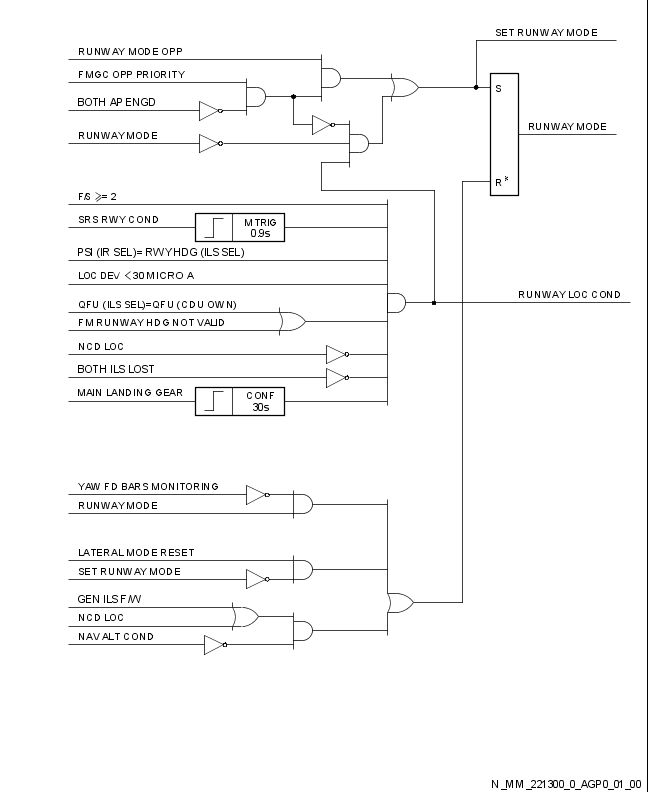 SET RUNWAY MODE
RUNWAY MODE OPP
FMGC OPP PRIORITY
BOTH AP ENGD
RUNWAY MODE
S
RUNWAY MODE
R*
F/S >= 2
SRS RWY COND
M TRIG
0.9s
PSI (IR SEL)= RWY HDG (ILS SEL)
LOC DEV < 30 MICRO A
RUNWAY LOC COND
QFU (ILS SEL)=QFU (CDU OWN)
FM RUNWAY HDG NOT VALID
NCD LOC
BOTH ILS LOST
MAIN LANDING GEAR
CONF
30s
YAW FD BARS MONITORING
RUNWAY MODE
LATERAL MODE RESET
SET RUNWAY MODE
GEN ILS F/W
NCD LOC
NAV ALT COND
N_MM_221300_0_AGP0_01_00